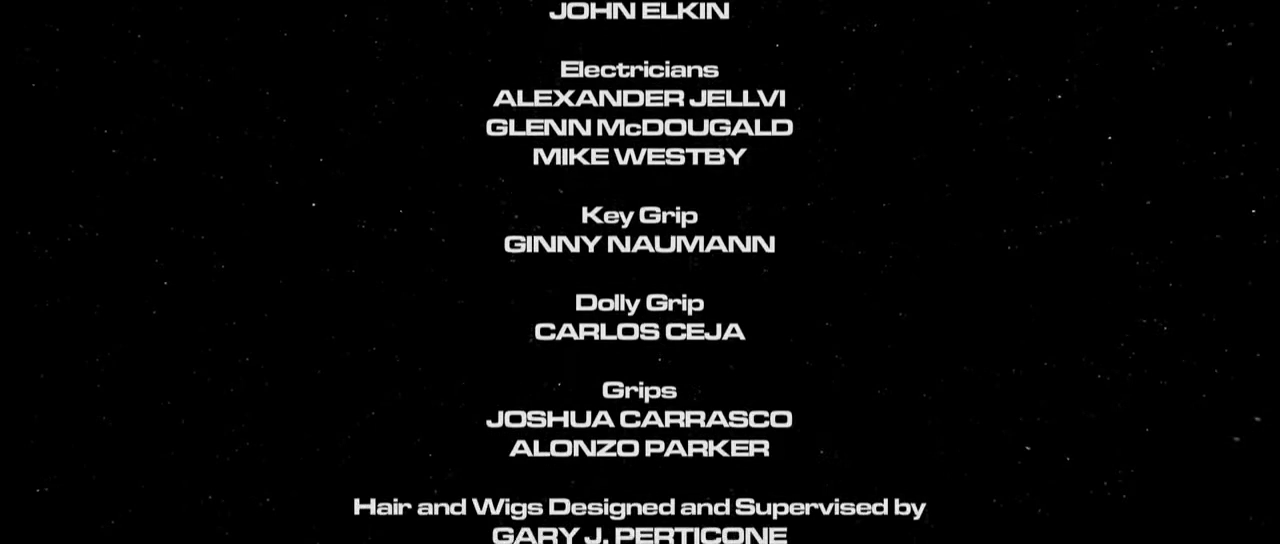 JOHN ELKIN
Electricians
ALEXANDER JELLVI
GLENN McDOUGALD
MIKE WESTBY
Key Grip
GINNY NAUMANN
Dolly Grip
CARLOS CEJA
Grips
JOSHUA CARRASCO
ALONZO PARKER
Hair and Wigs Designed and Supervised by
GARY J. PERTICONE